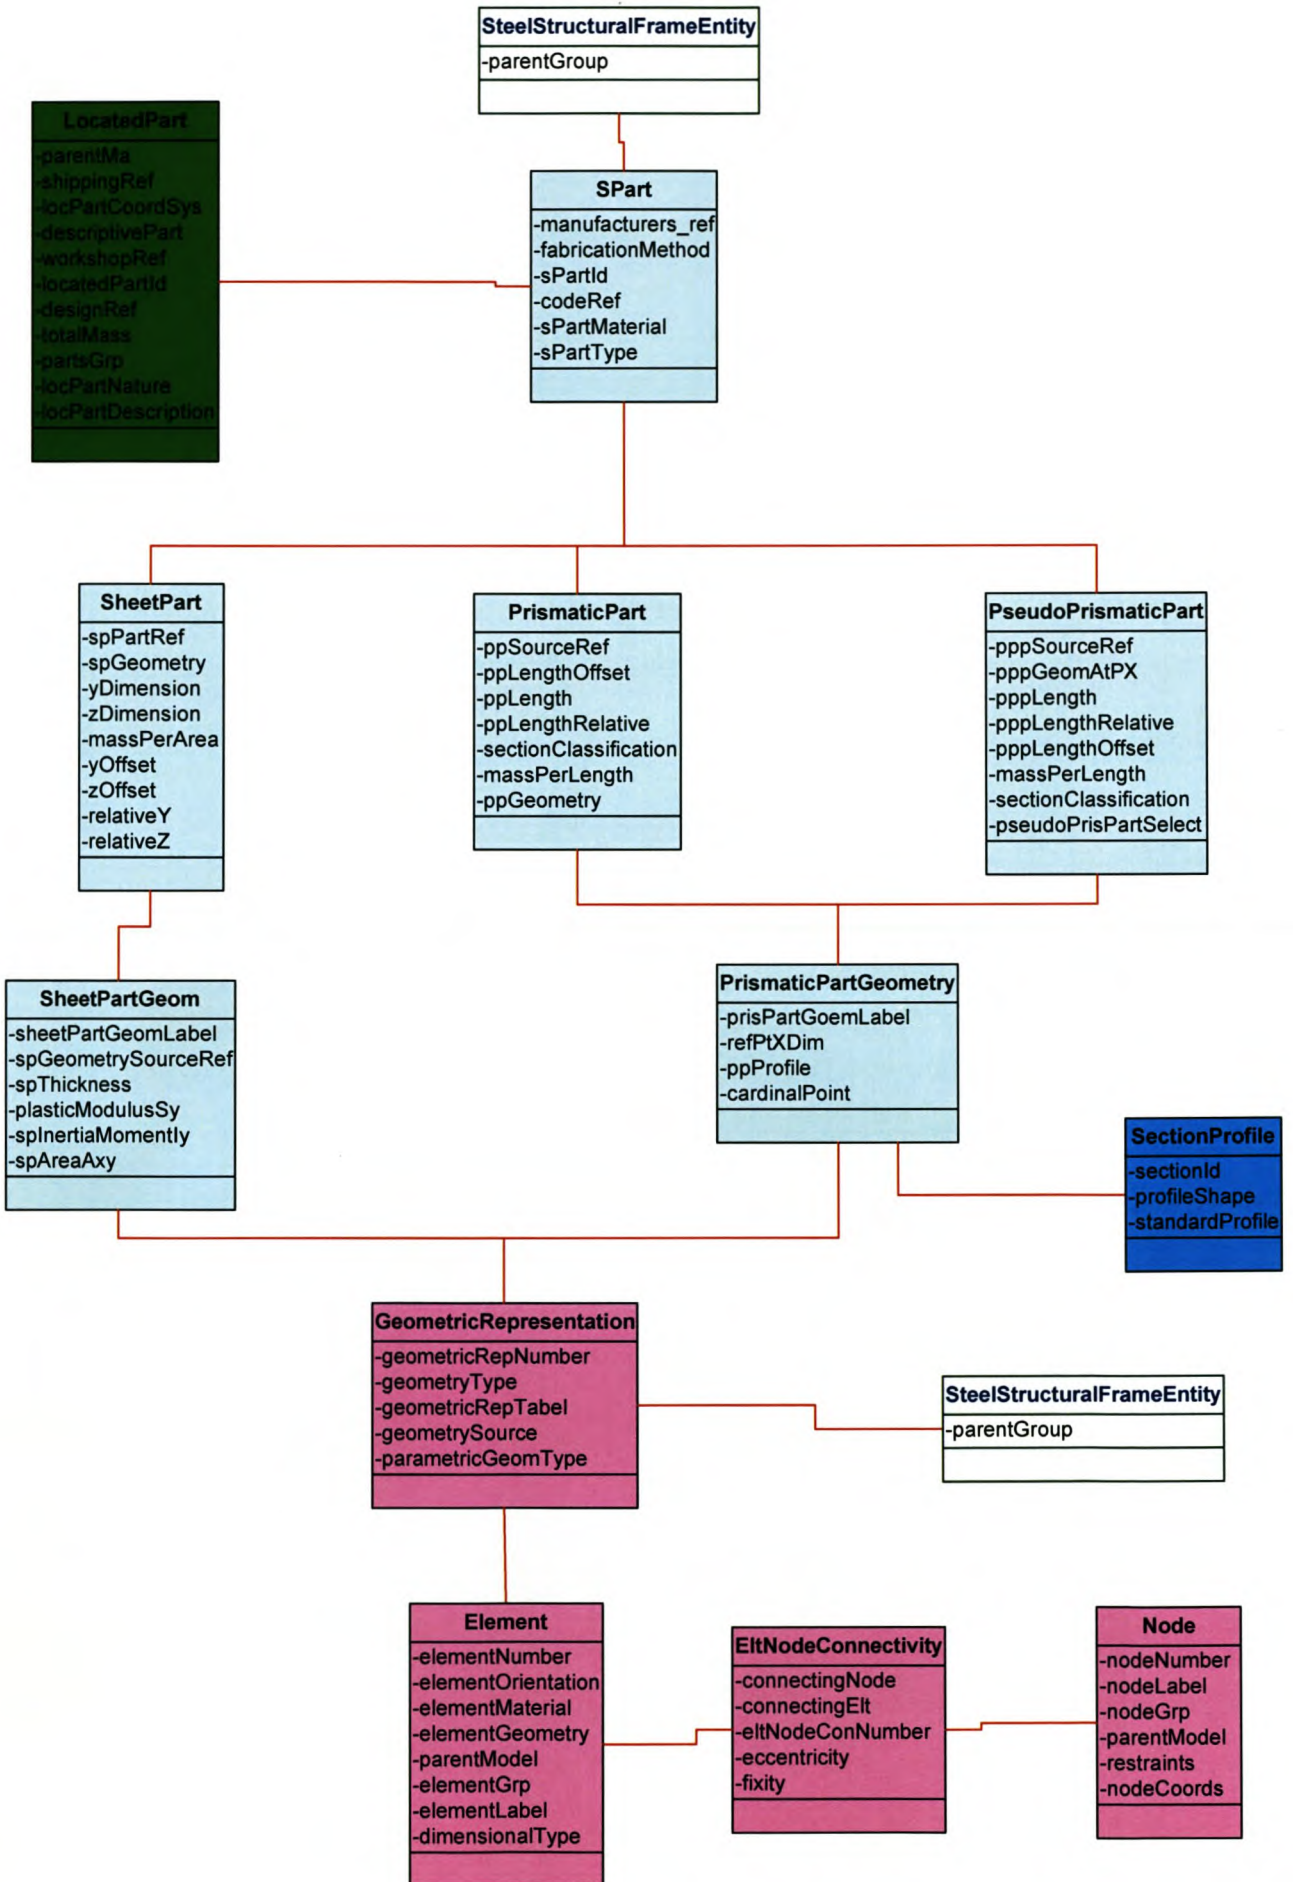 SteelStructuralFrameEntity
-parentGroup
LocatedPart
-parentMa
-shippingRef
-locPartCoordSys
-descriptivePart
-workshopRef
-locatedPartId
-designRef
-totalMass
-partsGrp
-locPartNature
-locPartDescription
SPart
-manufacturers_ref
-fabricationMethod
-sPartId
-codeRef
-sPartMaterial
-sPartType
SheetPart
-spPartRef
-spGeometry
-yDimension
-zDimension
-massPerArea
-yOffset
-zOffset
-relativeY
-relativeZ
PrismaticPart
-ppSourceRef
-ppLengthOffset
-ppLength
-ppLengthRelative
-sectionClassification
-massPerLength
-ppGeometry
PseudoPrismaticPart
-pppSourceRef
-pppGeomAtPX
-pppLength
-pppLengthRelative
-pppLengthOffset
-massPerLength
-sectionClassification
-pseudoPrisPartSelect
SheetPartGeom
-sheetPartGeomLabel
-spGeometrySourceRef
-spThickness
-plasticModulusSy
-spInertiaMomentIy
-spAreaAxy
PrismaticPartGeometry
-prisPartGoemLabel
-refPtXDim
-ppProfile
-cardinalPoint
SectionProfile
-sectionId
-profileShape
-standardProfile
GeometricRepresentation
-geometricRepNumber
-geometryType
-geometricRepTabel
-geometrySource
-parametricGeomType
SteelStructuralFrameEntity
-parentGroup
Element
-elementNumber
-elementOrientation
-elementMaterial
-elementGeometry
-parentModel
-elementGrp
-elementLabel
-dimensionalType
EltNodeConnectivity
-connectingNode
-connectingElt
-eltNodeConNumber
-eccentricity
-fixity
Node
-nodeNumber
-nodeLabel
-nodeGrp
-parentModel
-restraints
-nodeCoords